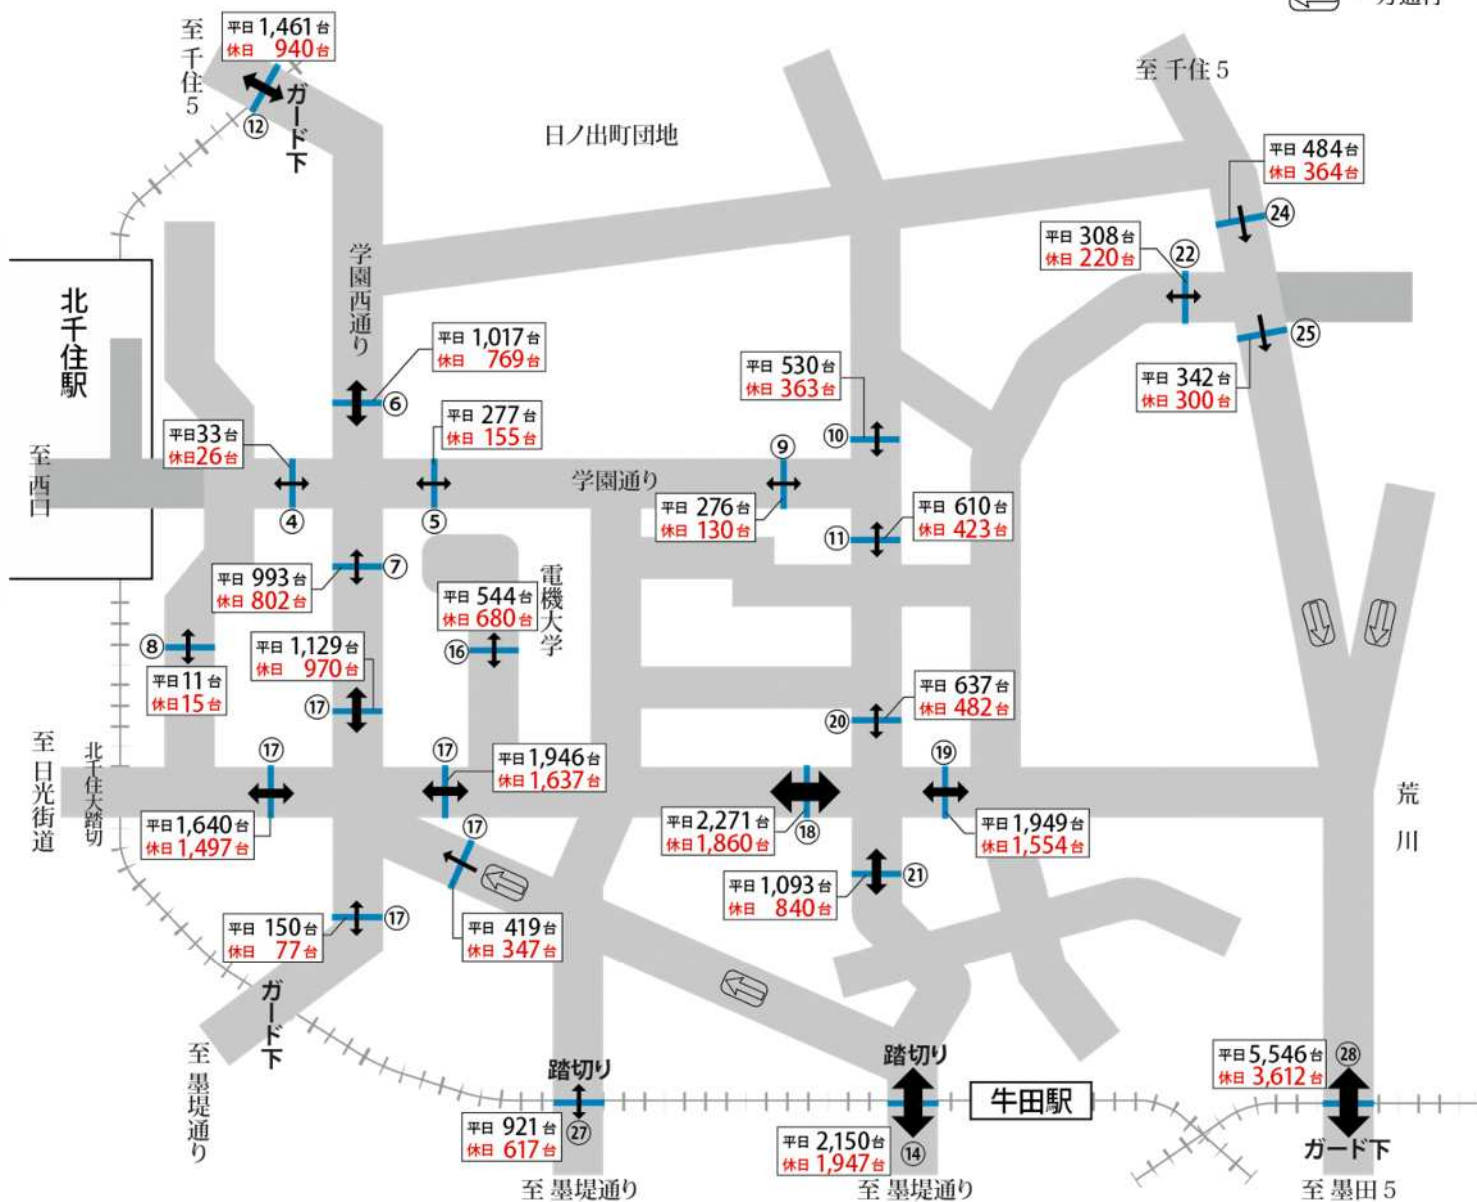 平日 1,461台
休日 940台
至 千住5
ガード下
⑫
日ノ出町団地
至 千住5
平日 484台
休日 364台
㉔
平日 308台
休日 220台
㉒
㉕
平日 342台
休日 300台
北千住駅
学園西通り
平日 1,017台
休日 769台
⑥
平日33台
休日26台
④
平日 277台
休日 155台
⑤
至 西口
学園通り
平日 530台
休日 363台
⑩
⑨
平日 276台
休日 130台
平日 610台
休日 423台
⑪
⑦
平日 993台
休日 802台
平日 544台
休日 680台
⑯
電機大学
⑧
平日11台
休日15台
平日 1,129台
休日 970台
⑰
平日 637台
休日 482台
⑳
至 日光街道
北千住大踏切
⑰
平日1,640台
休日1,497台
⑰
平日1,946台
休日1,637台
平日2,271台
休日1,860台
⑱
⑲
平日1,949台
休日1,554台
荒川
⑰
平日 419台
休日 347台
平日1,093台
休日 840台
㉑
平日 150台
休日 77台
⑰
ガード下
至 墨堤通り
踏切り
平日 921台
休日 617台
㉗
至 墨堤通り
踏切り
平日 2,150台
休日 1,947台
⑭
至 墨堤通り
牛田駅
平日5,546台
休日 3,612台
㉘
ガード下
至 墨田5